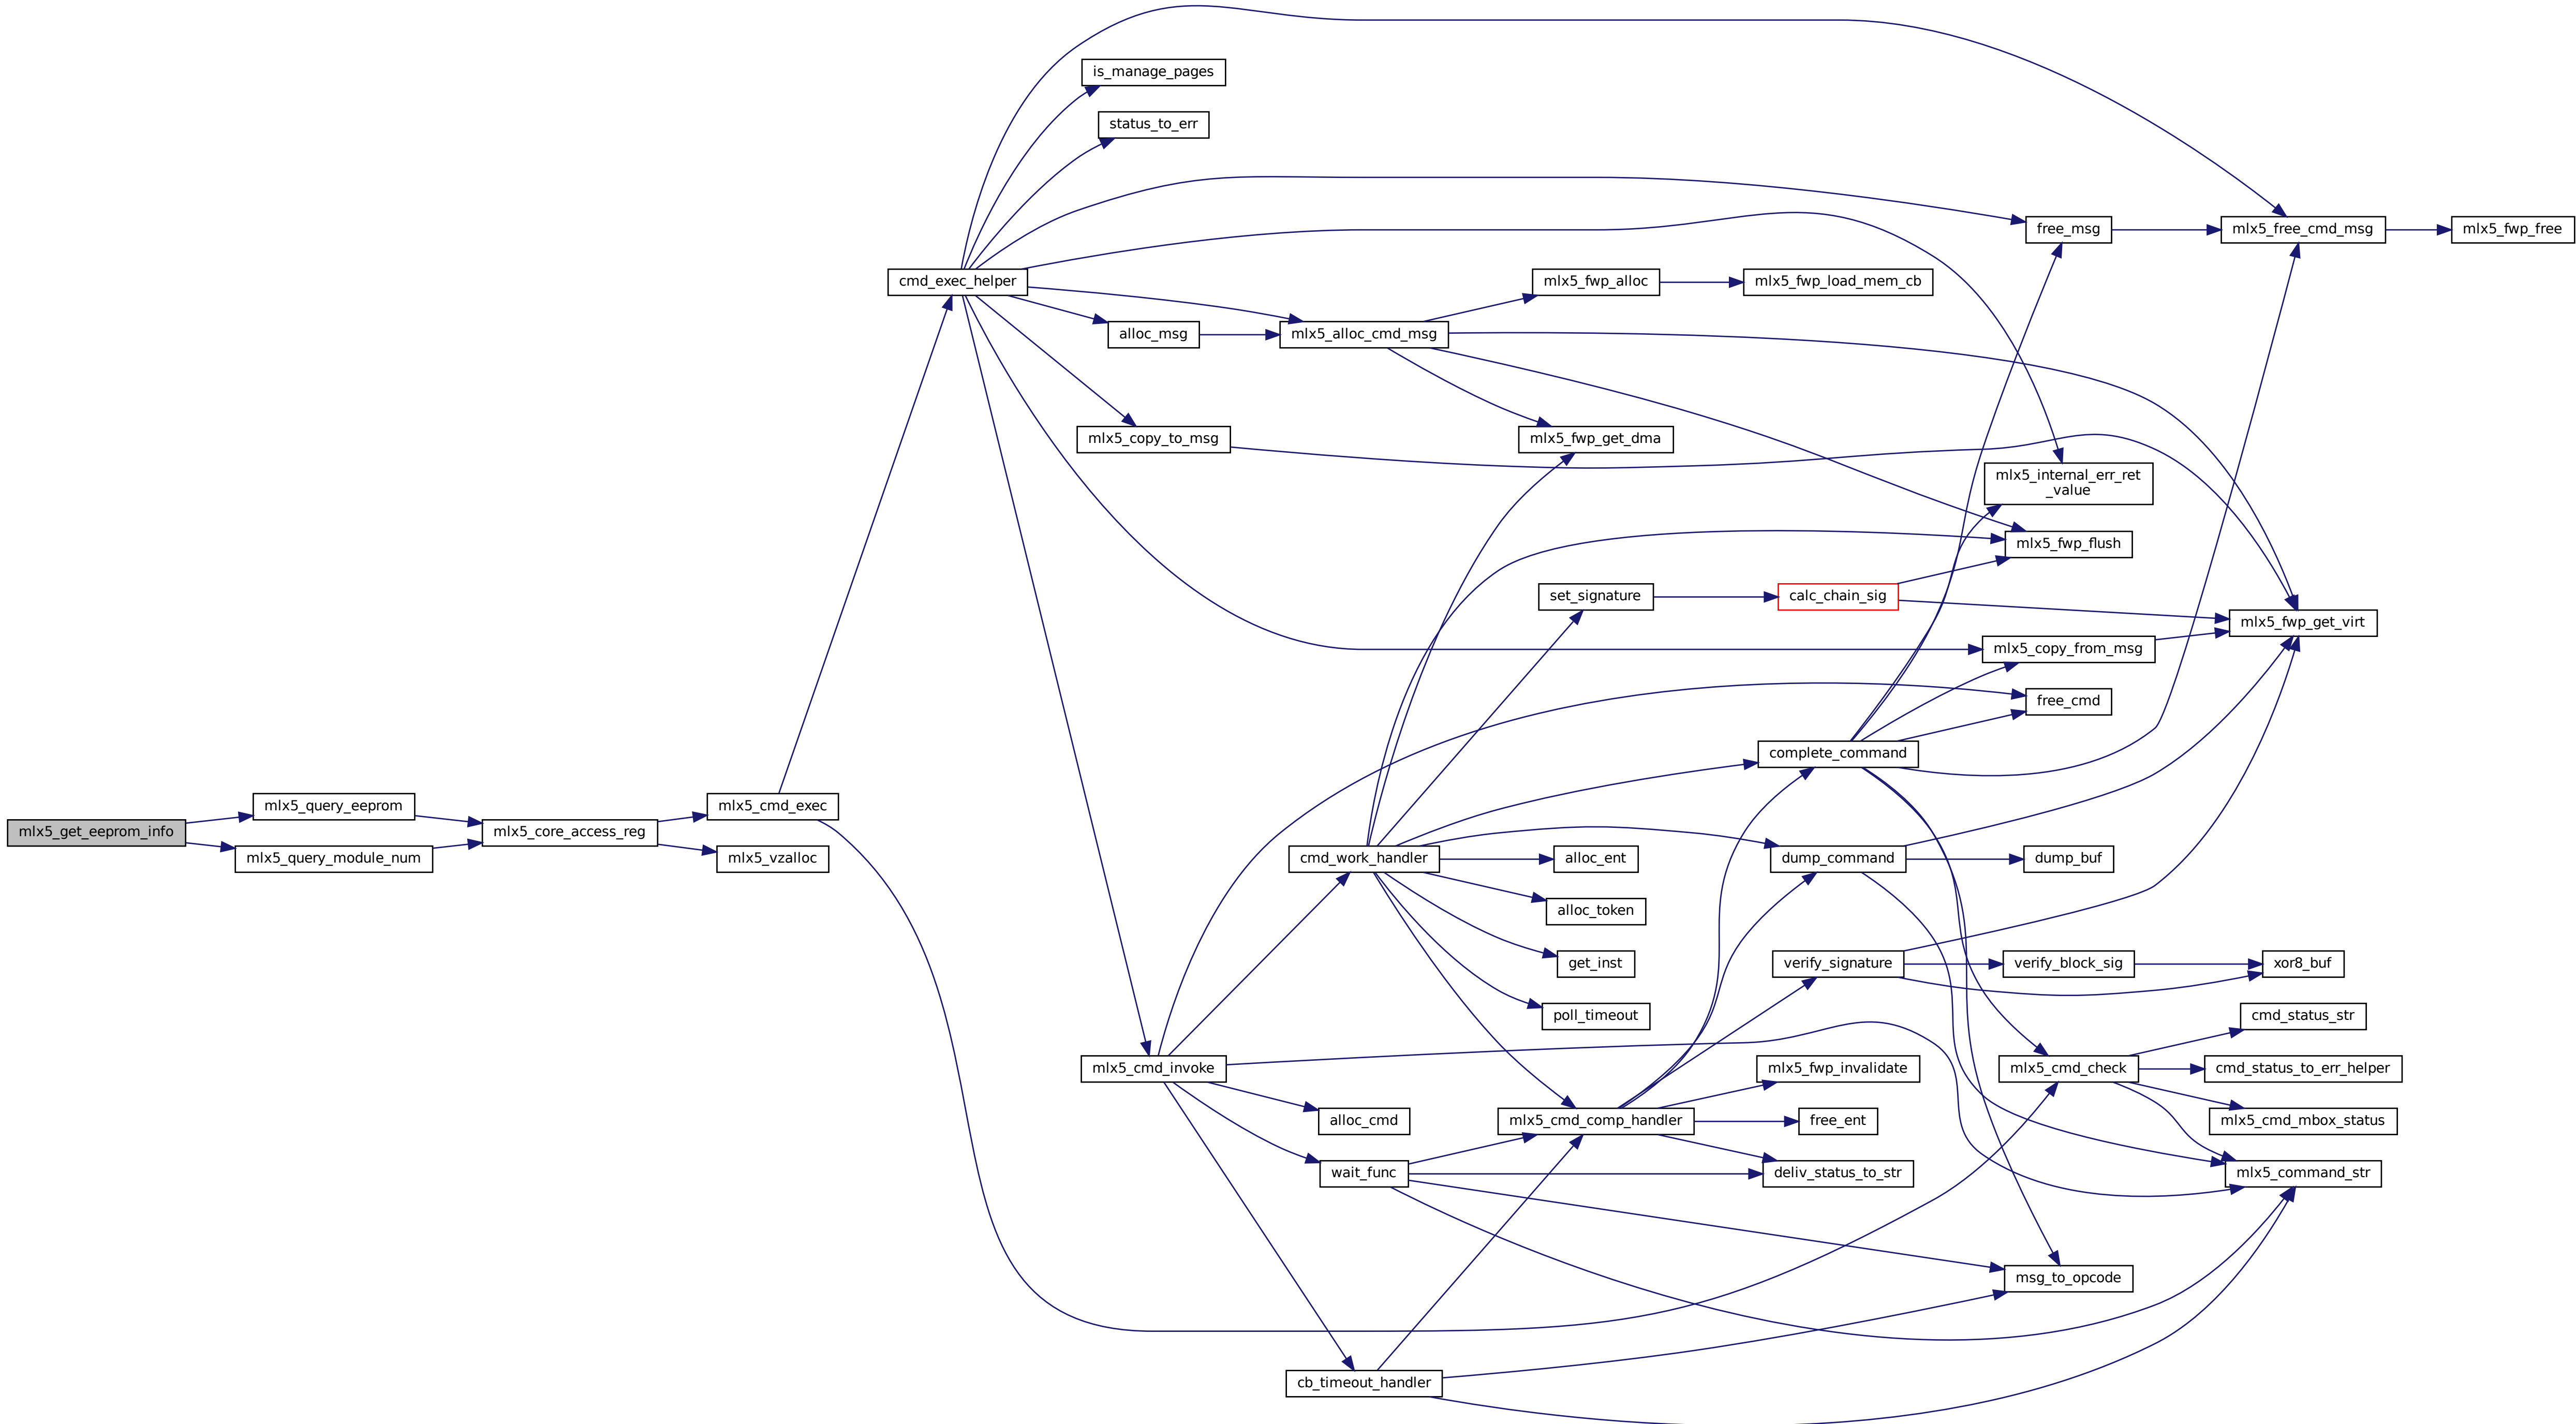 is_manage_pages
status_to_err
free_msg
mlx5_free_cmd_msg
mlx5_fwp_free
cmd_exec_helper
mlx5_fwp_alloc
mlx5_fwp_load_mem_cb
alloc_msg
mlx5_alloc_cmd_msg
mlx5_copy_to_msg
mlx5_fwp_get_dma
mlx5_internal_err_ret
_value
mlx5_fwp_flush
set_signature
calc_chain_sig
mlx5_fwp_get_virt
mlx5_copy_from_msg
free_cmd
complete_command
mlx5_query_eeprom
mlx5_cmd_exec
mlx5_get_eeprom_info
mlx5_core_access_reg
mlx5_query_module_num
mlx5_vzalloc
cmd_work_handler
alloc_ent
dump_command
dump_buf
alloc_token
get_inst
verify_signature
verify_block_sig
xor8_buf
poll_timeout
cmd_status_str
mlx5_cmd_invoke
mlx5_fwp_invalidate
mlx5_cmd_check
cmd_status_to_err_helper
alloc_cmd
mlx5_cmd_comp_handler
free_ent
mlx5_cmd_mbox_status
wait_func
deliv_status_to_str
mlx5_command_str
msg_to_opcode
cb_timeout_handler